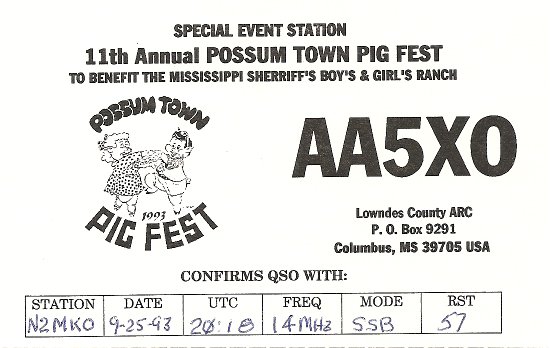 SPECIAL EVENT STATION
11th Annual POSSUM TOWN PIG FEST
TO BENEFIT THE MISSISSIPPI SHERRIFF'S BOY'S & GIRL'S RANCH
POSSUM TOWN
1993
PIG FEST
AA5XO
Lowndes County ARC
P. O. Box 9291
Columbus, MS 39705 USA
CONFIRMS QSO WITH:
STATION DATE UTC FREQ MODE RST
N2MKO 9-25-93 20:18 14MHz SSB 57